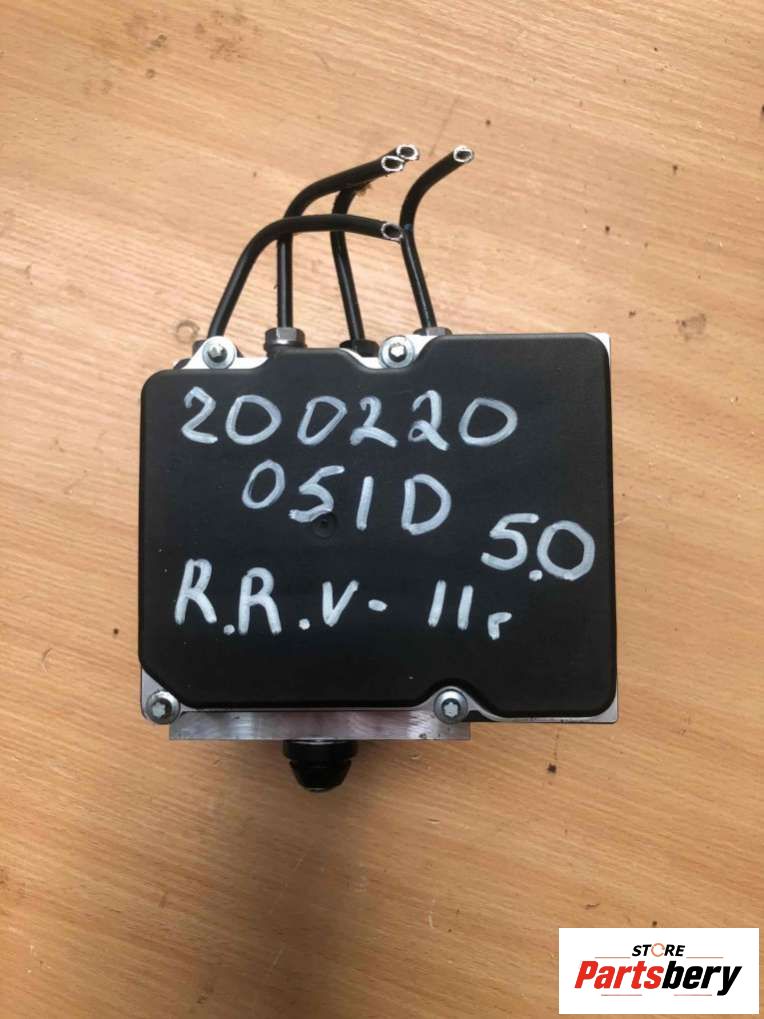 200220
051D
5.0
R.R.V- 11г
STORE
Partsbery